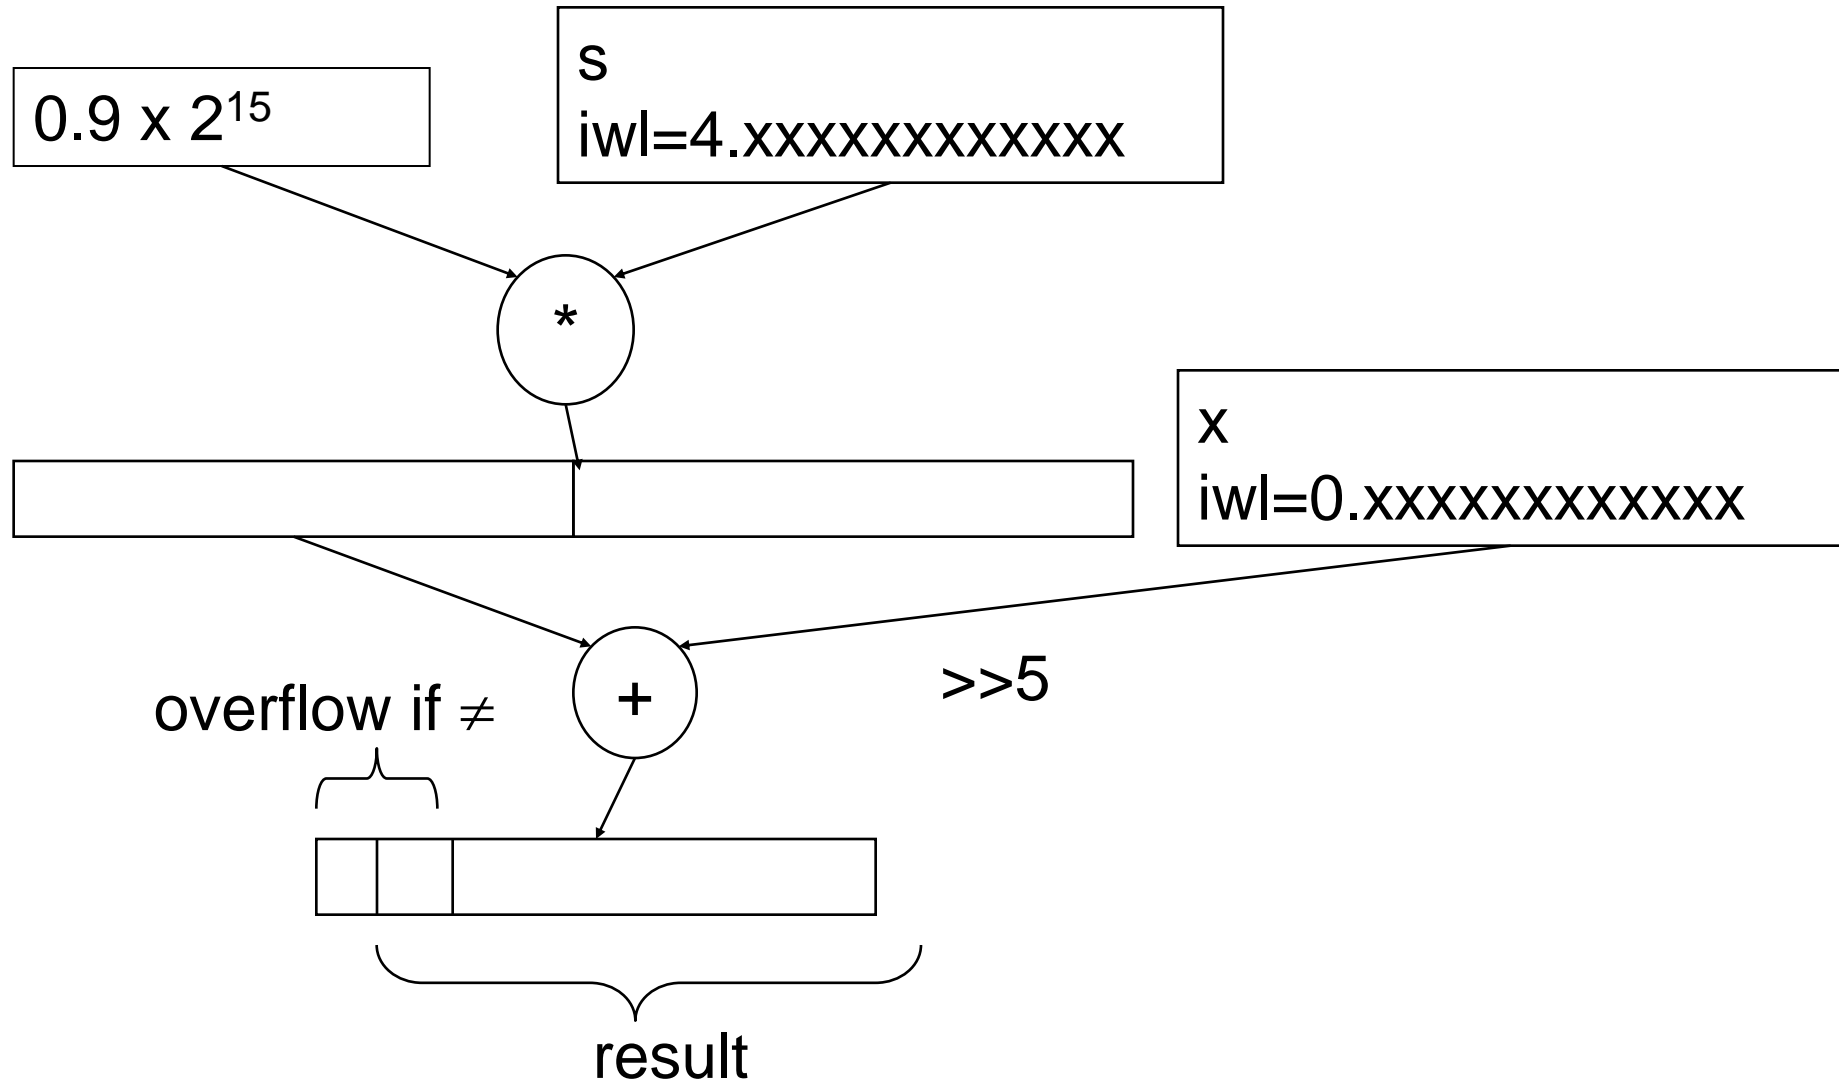 0.9 x 2¹⁵
s
iwl=4.xxxxxxxxxxxx
*
x
iwl=0.xxxxxxxxxxxx
+
>>5
overflow if ≠
result